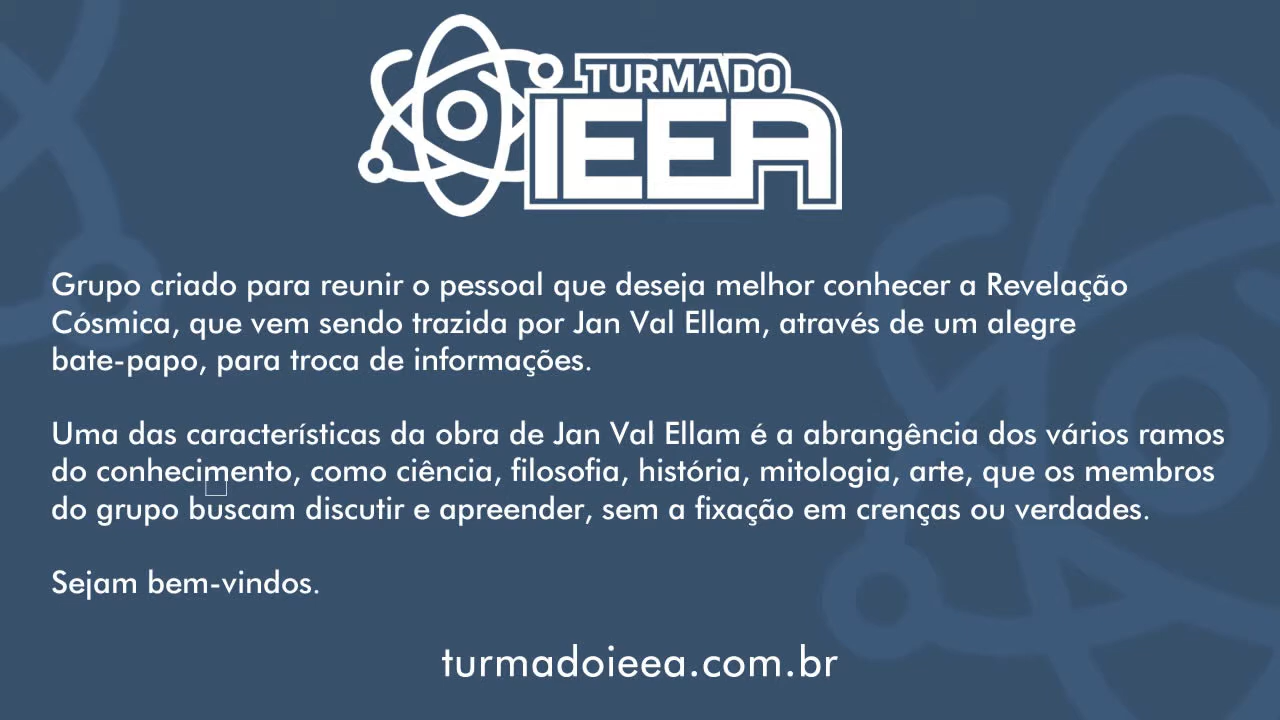 TURMA DO
IEEA
Grupo criado para reunir o pessoal que deseja melhor conhecer a Revelação
Cósmica, que vem sendo trazida por Jan Val Ellam, através de um alegre
bate-papo, para troca de informações.
Uma das características da obra de Jan Val Ellam é a abrangência dos vários ramos
do conhecimento, como ciência, filosofia, história, mitologia, arte, que os membros
do grupo buscam discutir e apreender, sem a fixação em crenças ou verdades.
Sejam bem-vindos.
turmadoieea.com.br